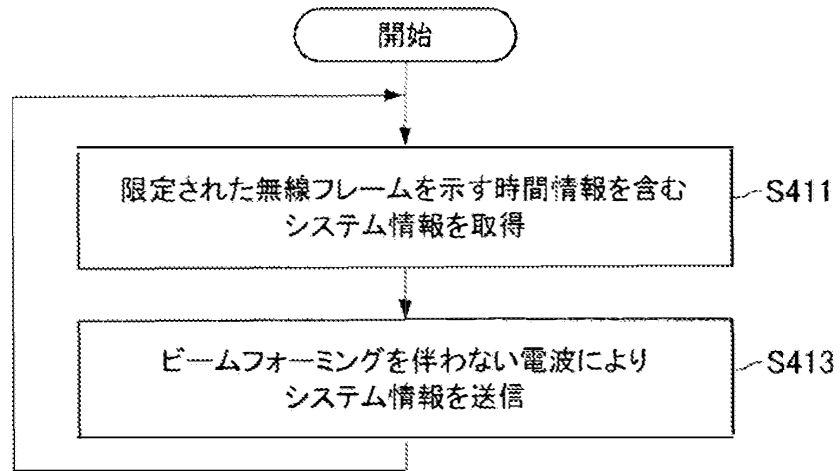 開始
限定された無線フレームを示す時間情報を含む
システム情報を取得
S411
ビームフォーミングを伴わない電波により
システム情報を送信
S413